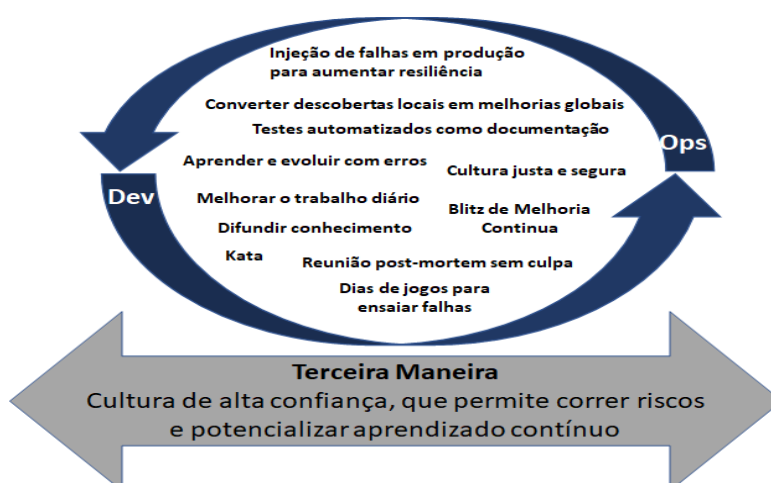 Injeção de falhas em produção
para aumentar resiliência
Converter descobertas locais em melhorias globais
Testes automatizados como documentação
Ops
Aprender e evoluir com erros
Cultura justa e segura
Dev
Melhorar o trabalho diário
Blitz de Melhoria
Continua
Difundir conhecimento
Kata
Reunião post-mortem sem culpa
Dias de jogos para
ensaiar falhas
Terceira Maneira
Cultura de alta confiança, que permite correr riscos
e potencializar aprendizado contínuo